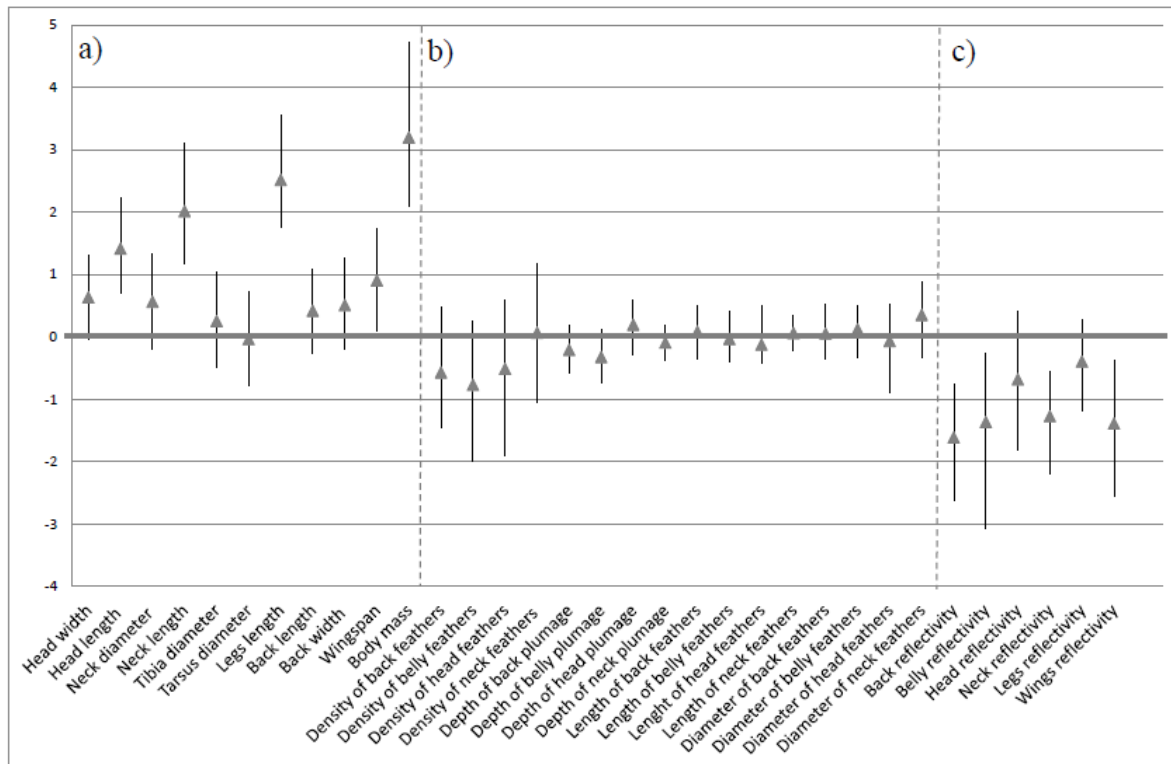 a)
b)
c)
5
4
3
2
1
0
-1
-2
-3
-4
Head width
Head length
Neck diameter
Neck length
Tibia diameter
Tarsus diameter
Legs length
Back length
Back width
Wingspan
Body mass
Density of back feathers
Density of belly feathers
Density of head feathers
Density of neck feathers
Depth of back plumage
Depth of belly plumage
Depth of head plumage
Depth of neck plumage
Length of back feathers
Length of belly feathers
Lenght of head feathers
Length of neck feathers
Diameter of back feathers
Diameter of belly feathers
Diameter of head feathers
Diameter of neck feathers
Back reflectivity
Belly reflectivity
Head reflectivity
Neck reflectivity
Legs reflectivity
Wings reflectivity